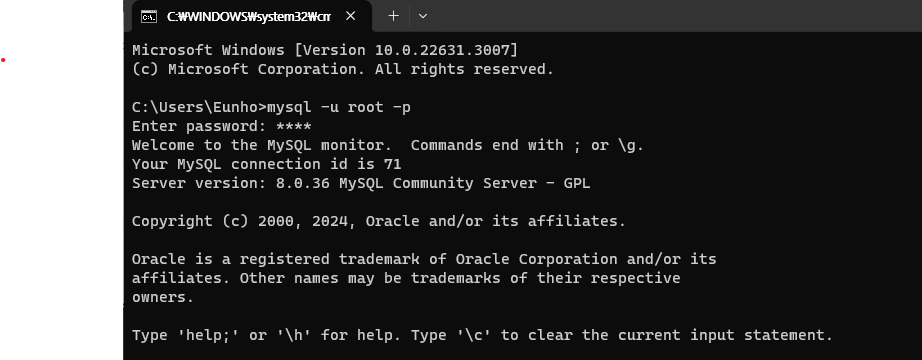 C:₩WINDOWS₩system32₩cm
Microsoft Windows [Version 10.0.22631.3007]
(c) Microsoft Corporation. All rights reserved.
C:\Users\Eunho>mysql -u root -p
Enter password: ****
Welcome to the MySQL monitor.  Commands end with ; or \g.
Your MySQL connection id is 71
Server version: 8.0.36 MySQL Community Server - GPL
Copyright (c) 2000, 2024, Oracle and/or its affiliates.
Oracle is a registered trademark of Oracle Corporation and/or its
affiliates. Other names may be trademarks of their respective
owners.
Type 'help;' or '\h' for help. Type '\c' to clear the current input statement.